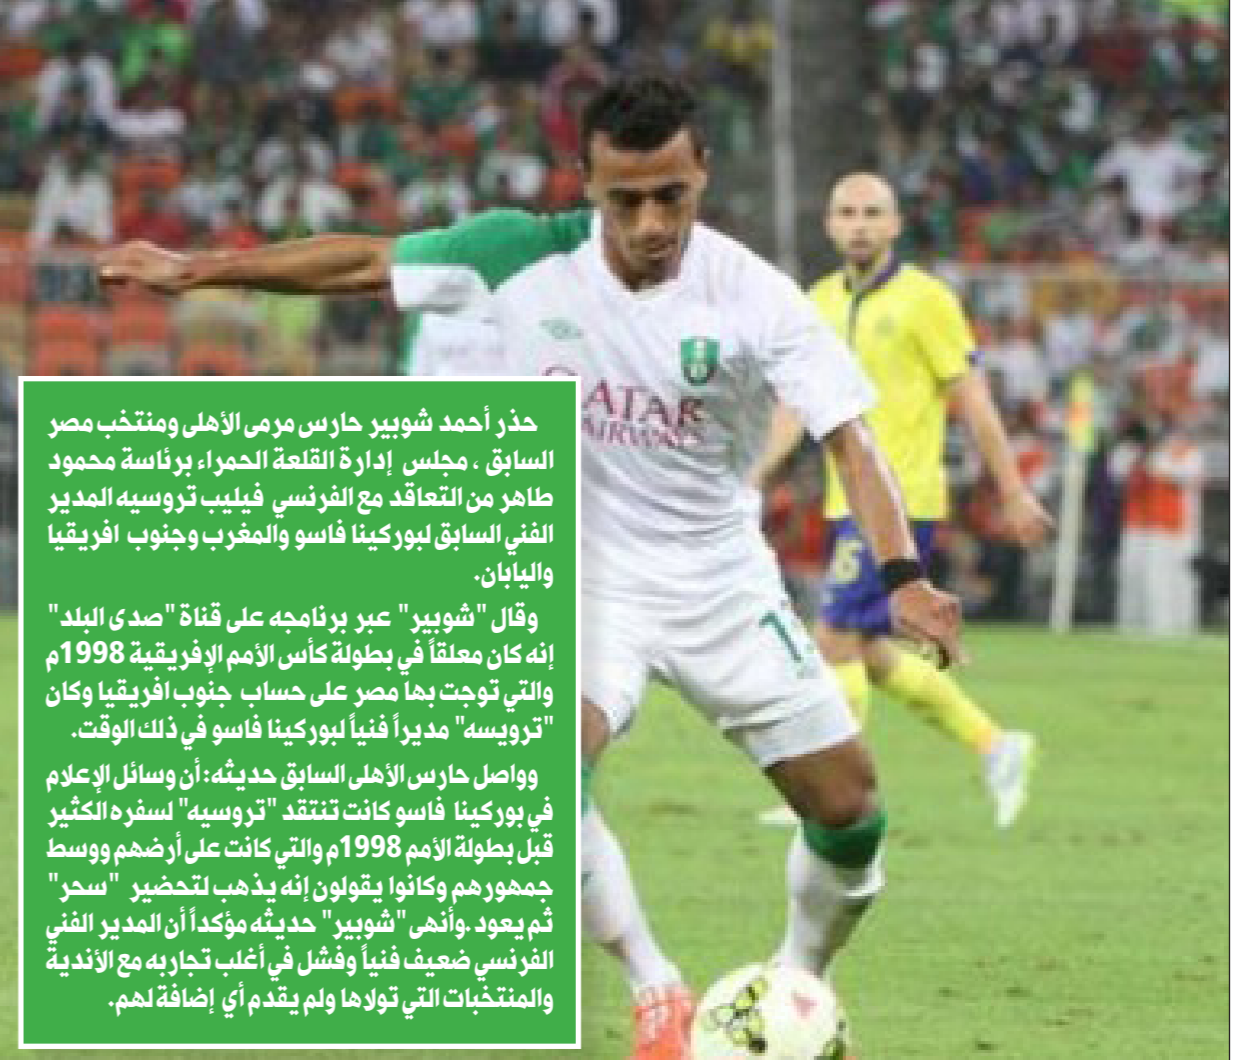 حذر أحمد شوبير حارس مرمى الأهلى ومنتخب مصر
السابق ، مجلس إدارة القلعة الحمراء برئاسة محمود
طاهر من التعاقد مع الفرنسي فيليب تروسيه المدير
الفني السابق لبوركينا فاسو والمغرب وجنوب افريقيا
واليابان.
وقال "شوبير" عبر برنامجه على قناة "صدى البلد"
إنه كان معلقاً في بطولة كأس الأمم الإفريقية 1998م
والتي توجت بها مصر على حساب جنوب افريقيا وكان
"ترويسه" مديراً فنياً لبوركينا فاسو في ذلك الوقت.
وواصل حارس الأهلى السابق حديثه: أن وسائل الإعلام
في بوركينا فاسو كانت تنتقد "تروسيه" لسفره الكثير
قبل بطولة الأمم 1998م والتي كانت على أرضهم ووسط
جمهورهم وكانوا يقولون إنه يذهب لتحضير "سحر"
ثم يعود .وأنهى "شوبير" حديثه مؤكداً أن المدير الفني
الفرنسي ضعيف فنياً وفشل في أغلب تجاربه مع الأندية
والمنتخبات التي تولاها ولم يقدم أي إضافة لهم.
QATAR
AIRWAYS